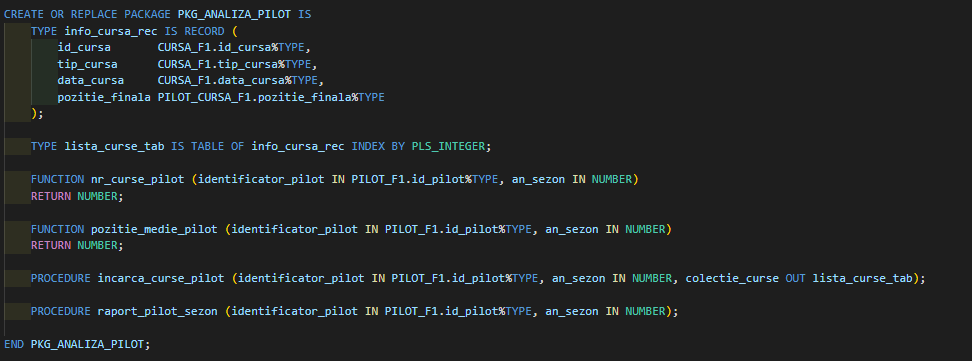 CREATE OR REPLACE PACKAGE PKG_ANALIZA_PILOT IS
    TYPE info_cursa_rec IS RECORD (
        id_cursa       CURSA_F1.id_cursa%TYPE,
        tip_cursa      CURSA_F1.tip_cursa%TYPE,
        data_cursa     CURSA_F1.data_cursa%TYPE,
        pozitie_finala PILOT_CURSA_F1.pozitie_finala%TYPE
    );
    TYPE lista_curse_tab IS TABLE OF info_cursa_rec INDEX BY PLS_INTEGER;
    FUNCTION nr_curse_pilot (identificator_pilot IN PILOT_F1.id_pilot%TYPE, an_sezon IN NUMBER)
    RETURN NUMBER;
    FUNCTION pozitie_medie_pilot (identificator_pilot IN PILOT_F1.id_pilot%TYPE, an_sezon IN NUMBER)
    RETURN NUMBER;
    PROCEDURE incarca_curse_pilot (identificator_pilot IN PILOT_F1.id_pilot%TYPE, an_sezon IN NUMBER, colectie_curse OUT lista_curse_tab);
    PROCEDURE raport_pilot_sezon (identificator_pilot IN PILOT_F1.id_pilot%TYPE, an_sezon IN NUMBER);
END PKG_ANALIZA_PILOT;